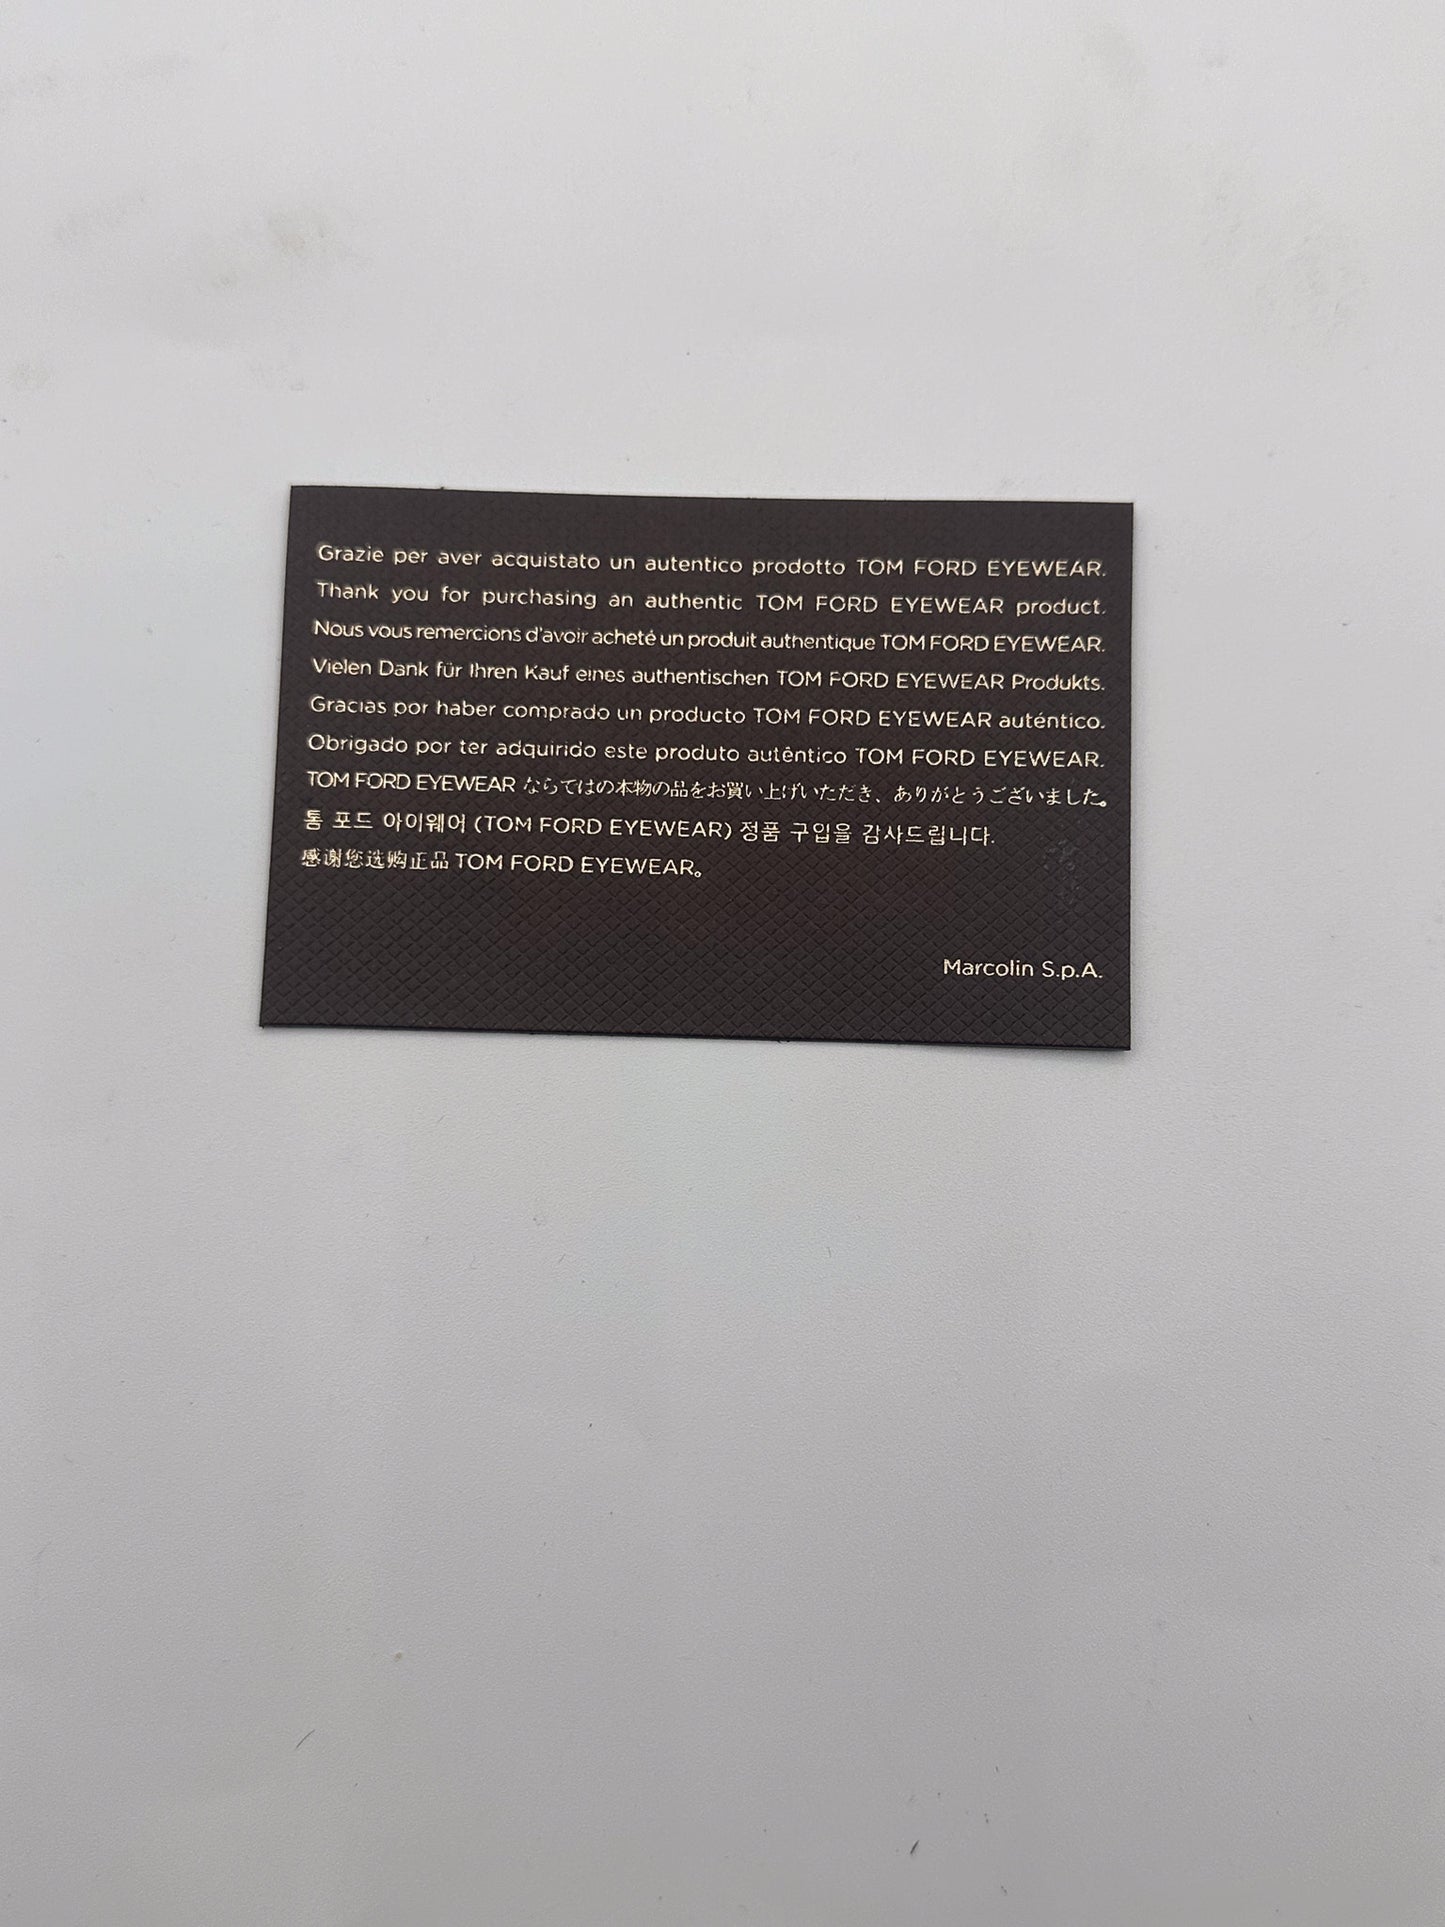 Grazie per aver acquistato un autentico prodotto TOM FORD EYEWEAR.
Thank you for purchasing an authentic TOM FORD EYEWEAR product.
Nous vous remercions d'avoir acheté un produit authentique TOM FORD EYEWEAR.
Vielen Dank für Ihren Kauf eines authentischen TOM FORD EYEWEAR Produkts.
Gracias por haber comprado un producto TOM FORD EYEWEAR auténtico.
Obrigado por ter adquirido este produto autêntico TOM FORD EYEWEAR.
TOM FORD EYEWEAR ならてはの本物の品をお買い上げいただき、ありがとうございました。
톰 포드 아이웨어 (TOM FORD EYEWEAR) 정품 구입을 감사드립니다.
感谢您选购正品 TOM FORD EYEWEAR。
Marcolin S.p.A.